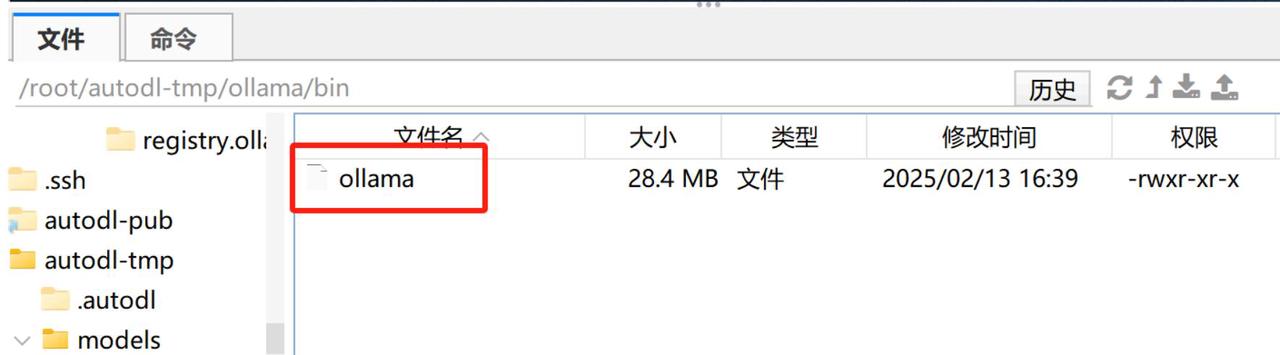 文件 命令
/root/autodl-tmp/ollama/bin 历史
文件名 大小 类型 修改时间 权限
registry.olla
ollama 28.4 MB 文件 2025/02/13 16:39 -rwxr-xr-x
.ssh
autodl-pub
autodl-tmp
.autodl
models